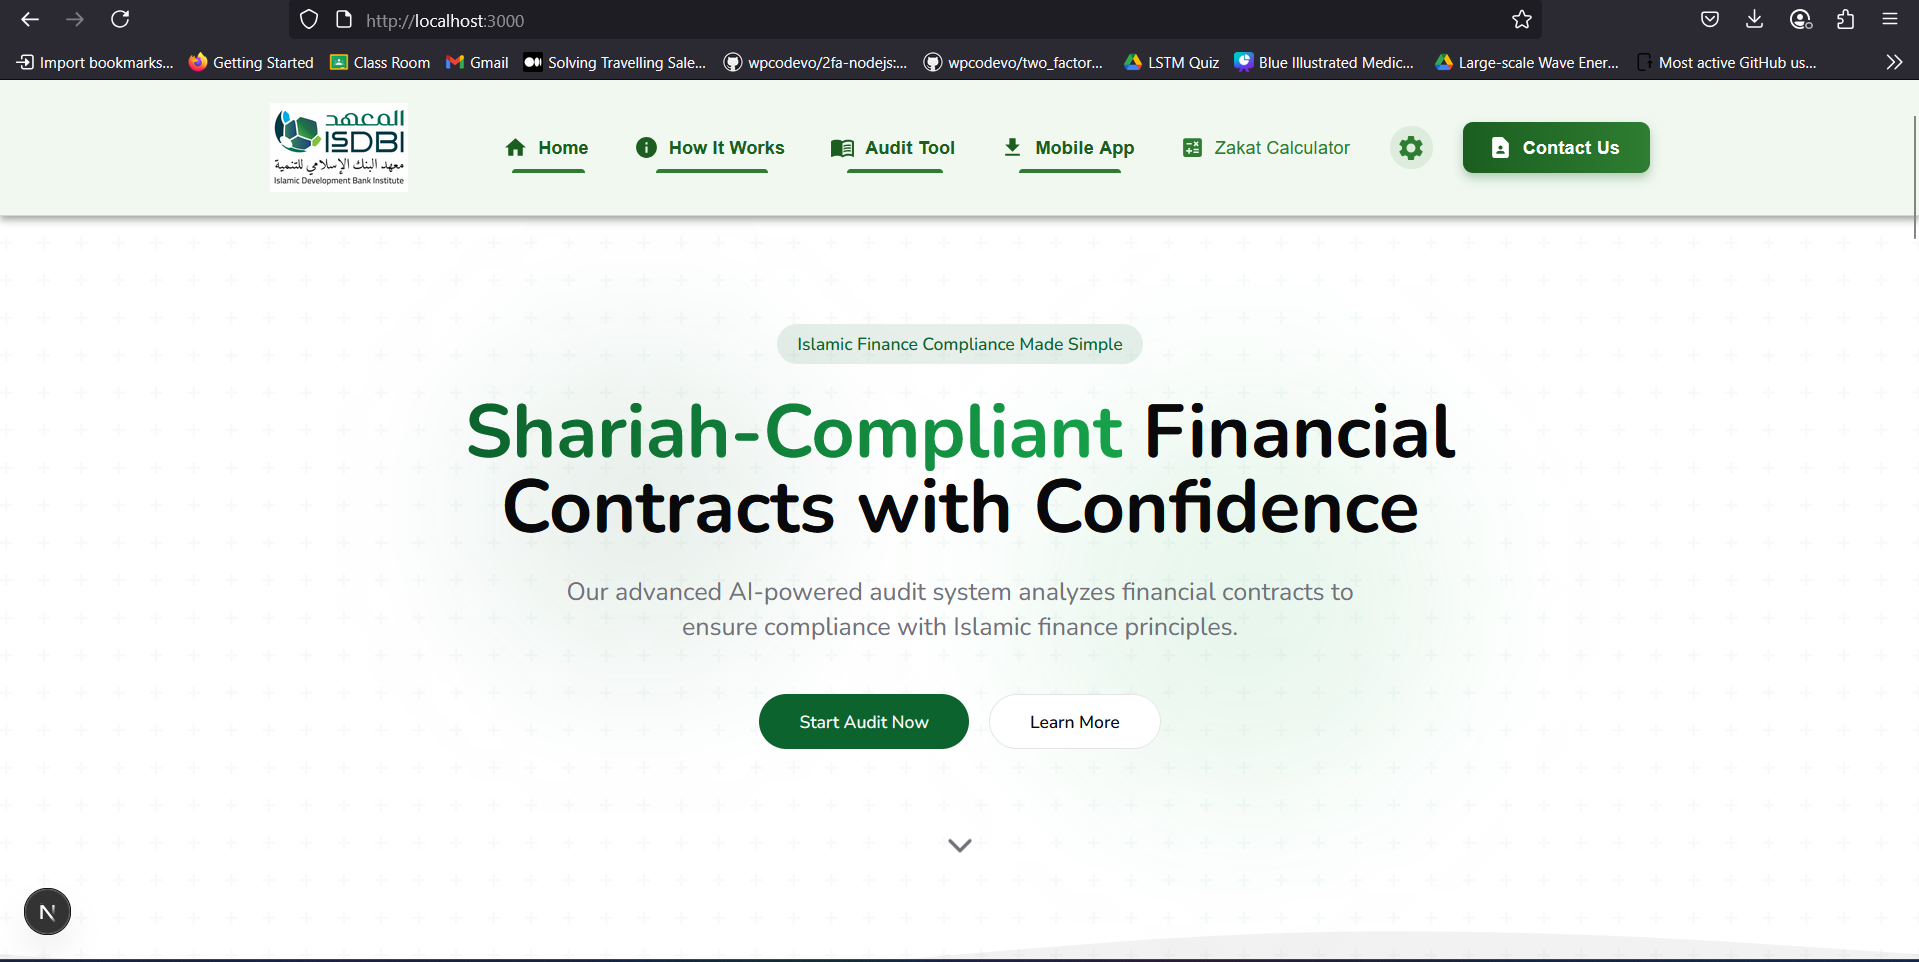 http://localhost:3000
Import bookmarks... Getting Started Class Room Gmail Solving Travelling Sale... wpcodevo/2fa-nodejs:... wpcodevo/two_factor... LSTM Quiz Blue Illustrated Medic... Large-scale Wave Ener... Most active GitHub us...
المعهد
ISDBI
معهد البنك الإسلامي للتنمية
Islamic Development Bank Institute
Home How It Works Audit Tool Mobile App Zakat Calculator Contact Us
Islamic Finance Compliance Made Simple
Shariah-Compliant Financial
Contracts with Confidence
Our advanced AI-powered audit system analyzes financial contracts to
ensure compliance with Islamic finance principles.
Start Audit Now Learn More
N